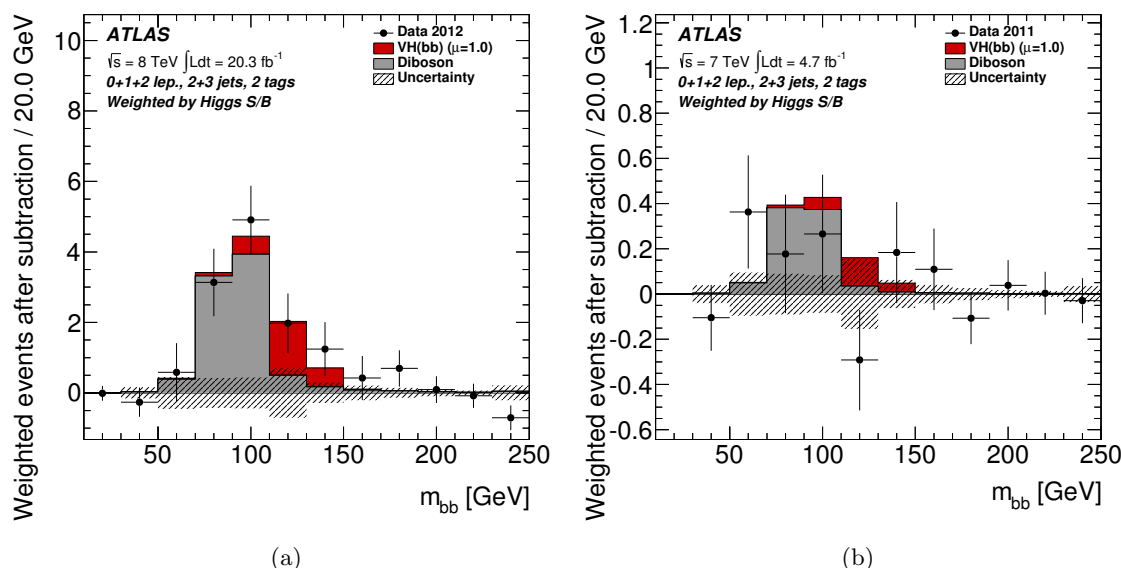 ATLAS
√s = 8 TeV ∫Ldt = 20.3 fb⁻¹
0+1+2 lep., 2+3 jets, 2 tags
Weighted by Higgs S/B
Data 2012
VH(bb) (μ=1.0)
Diboson
Uncertainty
Weighted events after subtraction / 20.0 GeV
10
8
6
4
2
0
50 100 150 200 250
m_bb [GeV]
(a)
ATLAS
√s = 7 TeV ∫Ldt = 4.7 fb⁻¹
0+1+2 lep., 2+3 jets, 2 tags
Weighted by Higgs S/B
Data 2011
VH(bb) (μ=1.0)
Diboson
Uncertainty
Weighted events after subtraction / 20.0 GeV
1.2
1
0.8
0.6
0.4
0.2
0
-0.2
-0.4
-0.6
50 100 150 200 250
m_bb [GeV]
(b)